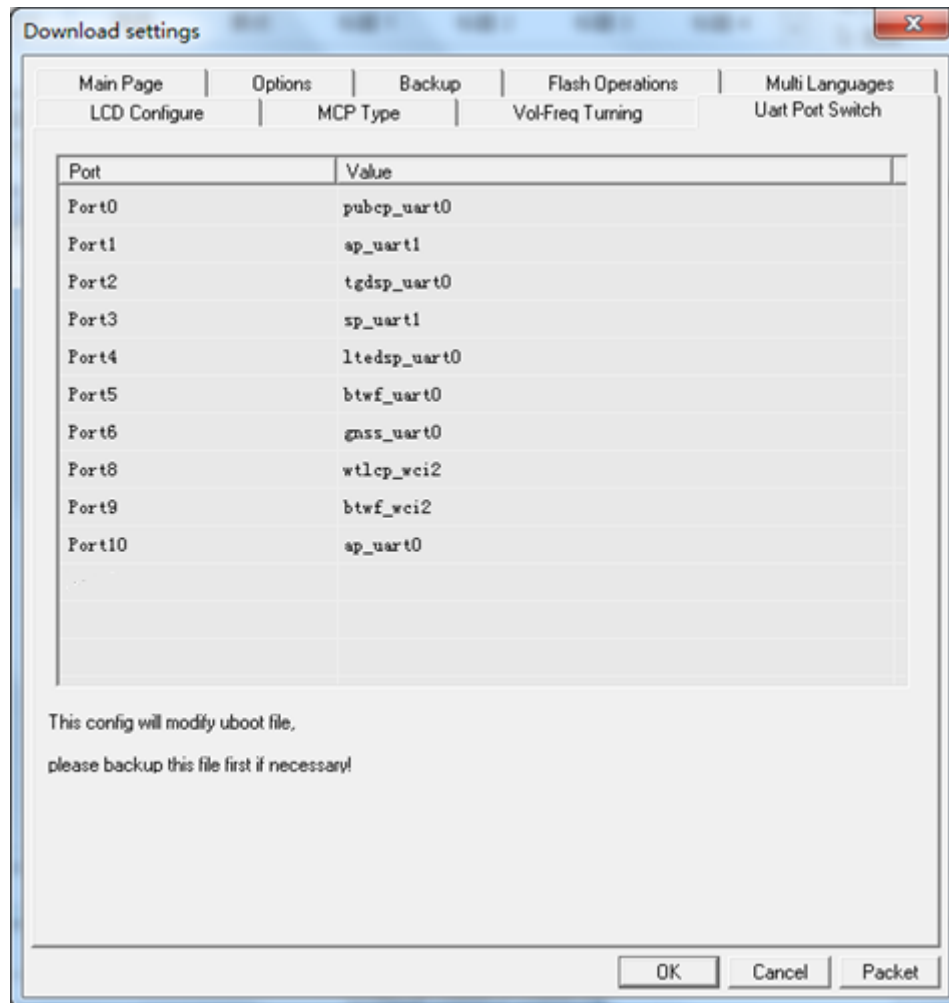 Download settings
Main Page Options Backup Flash Operations Multi Languages
LCD Configure MCP Type Vol-Freq Turning Uart Port Switch
Port Value
Port0 pubcp_uart0
Port1 ap_uart1
Port2 tgdsp_uart0
Port3 sp_uart1
Port4 ltedsp_uart0
Port5 btwf_uart0
Port6 gnss_uart0
Port8 wtlcp_wci2
Port9 btwf_wci2
Port10 ap_uart0
This config will modify uboot file,
please backup this file first if necessary!
OK Cancel Packet